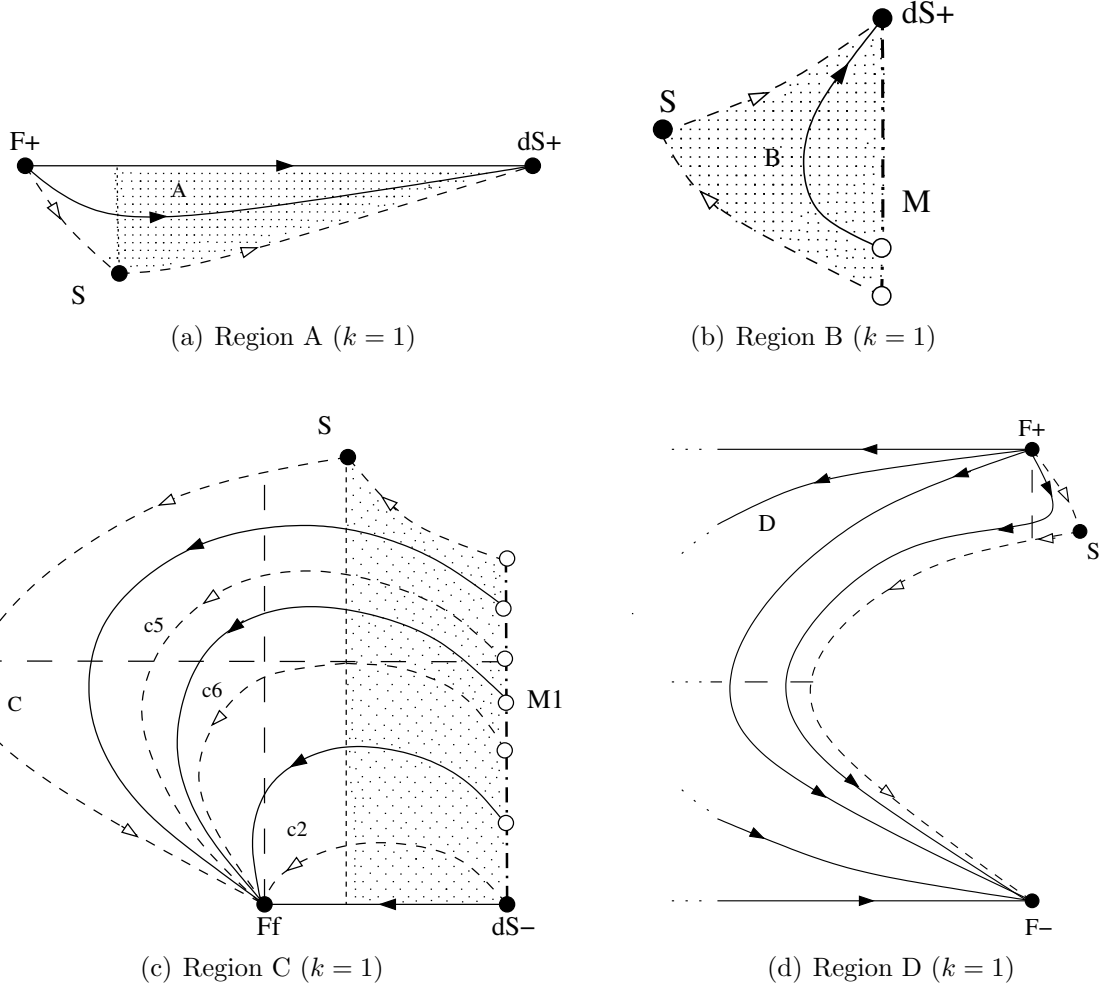 dS+
S
F+
dS+
A
B
M
S
(a) Region A (k = 1)
(b) Region B (k = 1)
S
F+
D
S
c5
c6
C
M1
c2
Ff
dS−
F−
(c) Region C (k = 1)
(d) Region D (k = 1)